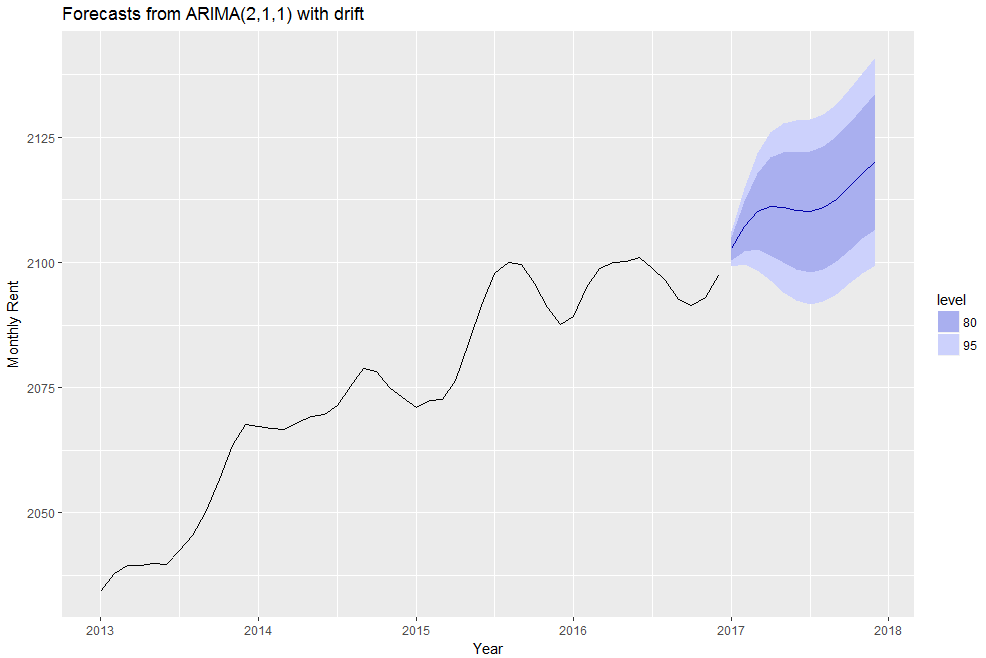 Forecasts from ARIMA(2,1,1) with drift
Monthly Rent
2125
2100
2075
2050
2013 2014 2015 2016 2017 2018
Year
level
80
95